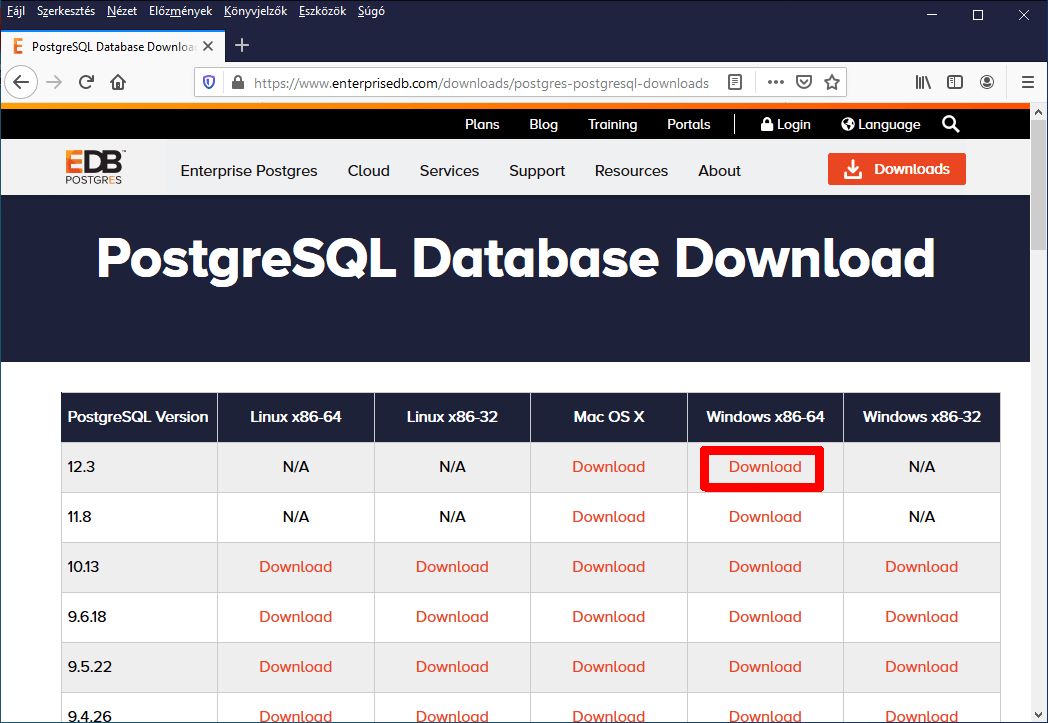 Fájl Szerkesztés Nézet Előzmények Könyvjelzők Eszközök Súgó
PostgreSQL Database Downloa
https://www.enterprisedb.com/downloads/postgres-postgresql-downloads
Plans Blog Training Portals Login Language
EDB™
POSTGRES
Enterprise Postgres Cloud Services Support Resources About Downloads
PostgreSQL Database Download
PostgreSQL Version Linux x86-64 Linux x86-32 Mac OS X Windows x86-64 Windows x86-32
12.3 N/A N/A Download Download N/A
11.8 N/A N/A Download Download N/A
10.13 Download Download Download Download Download
9.6.18 Download Download Download Download Download
9.5.22 Download Download Download Download Download
9.4.26 Download Download Download Download Download